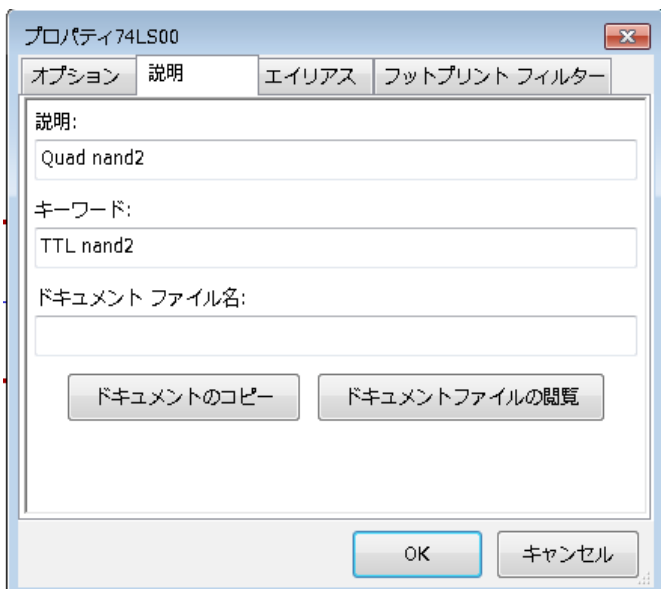 プロパティ74LS00
オプション 説明 エイリアス フットプリント フィルター
説明:
Quad nand2
キーワード:
TTL nand2
ドキュメント ファイル名:
ドキュメントのコピー ドキュメントファイルの閲覧
OK キャンセル